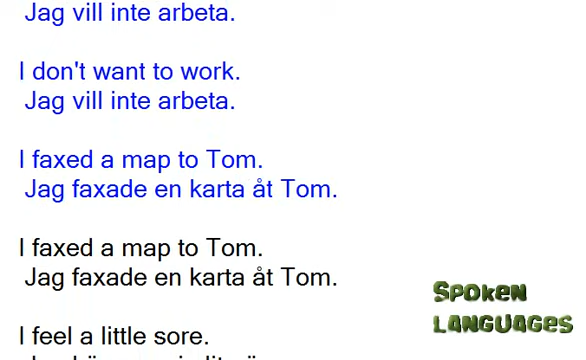 Jag vill inte arbeta.
I don't want to work.
Jag vill inte arbeta.
I faxed a map to Tom.
Jag faxade en karta åt Tom.
I faxed a map to Tom.
Jag faxade en karta åt Tom.
Spoken
Languages
I feel a little sore.